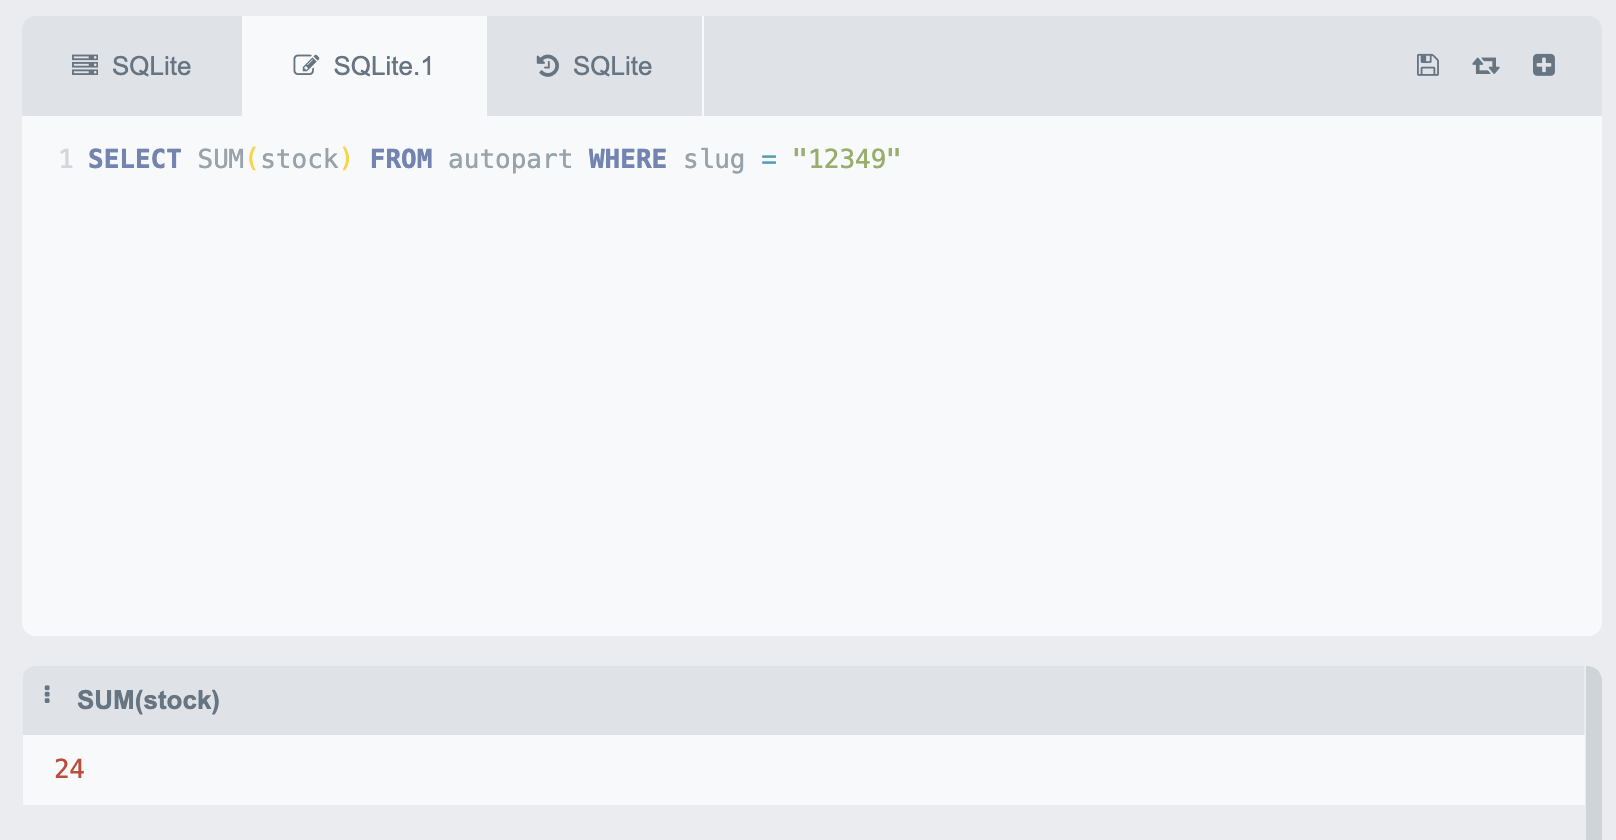 SQLite SQLite.1 SQLite
1 SELECT SUM(stock) FROM autopart WHERE slug = "12349"
SUM(stock)
24